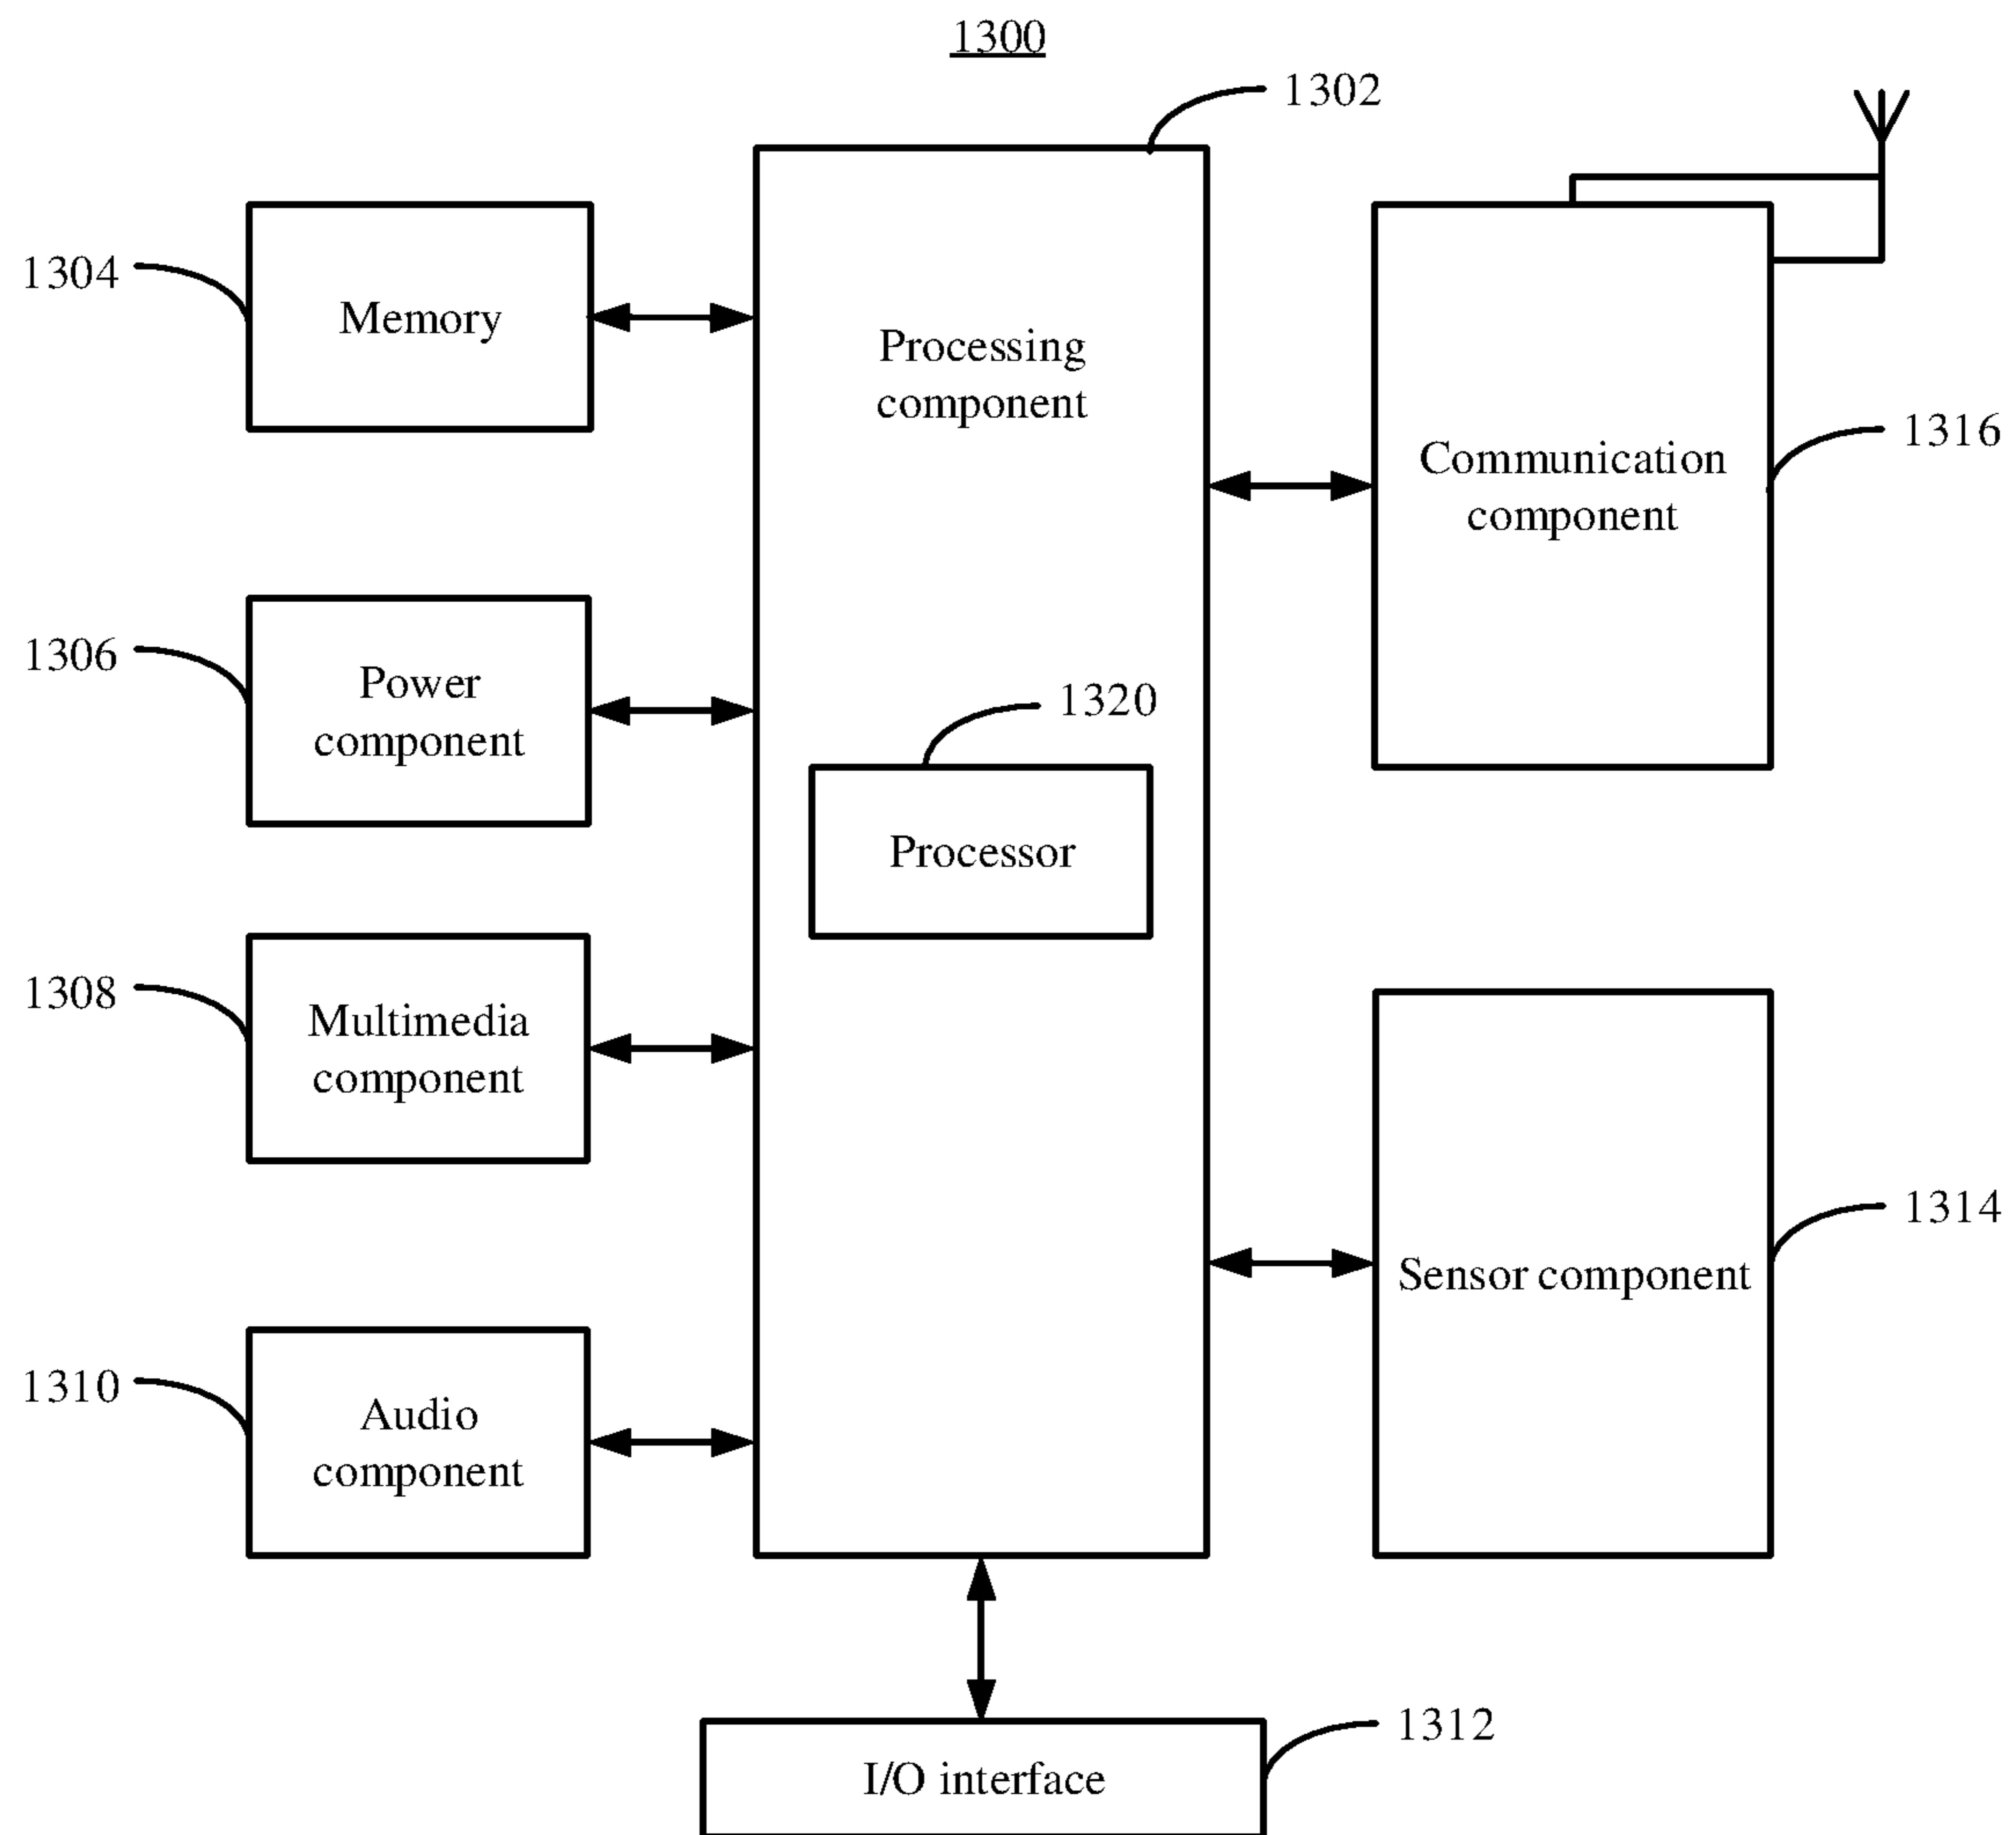 1300
1302
1304
Memory
Processing
component
Communication
component
1316
1306
Power
component
1320
Processor
1308
Multimedia
component
1314
Sensor component
1310
Audio
component
1312
I/O interface